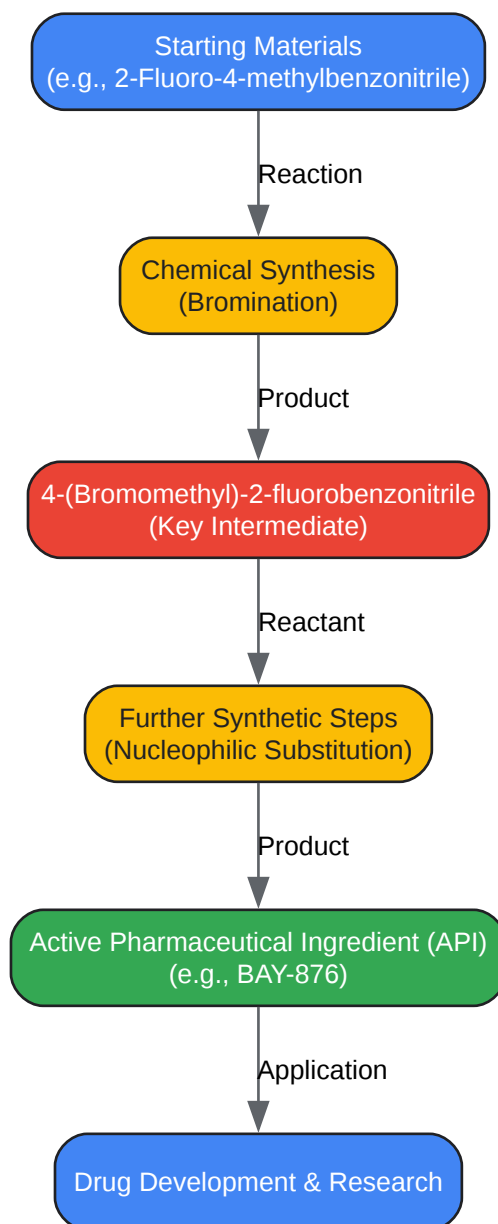 Starting Materials
(e.g., 2-Fluoro-4-methylbenzonitrile)
Reaction
Chemical Synthesis
(Bromination)
Product
4-(Bromomethyl)-2-fluorobenzonitrile
(Key Intermediate)
Reactant
Further Synthetic Steps
(Nucleophilic Substitution)
Product
Active Pharmaceutical Ingredient (API)
(e.g., BAY-876)
Application
Drug Development & Research